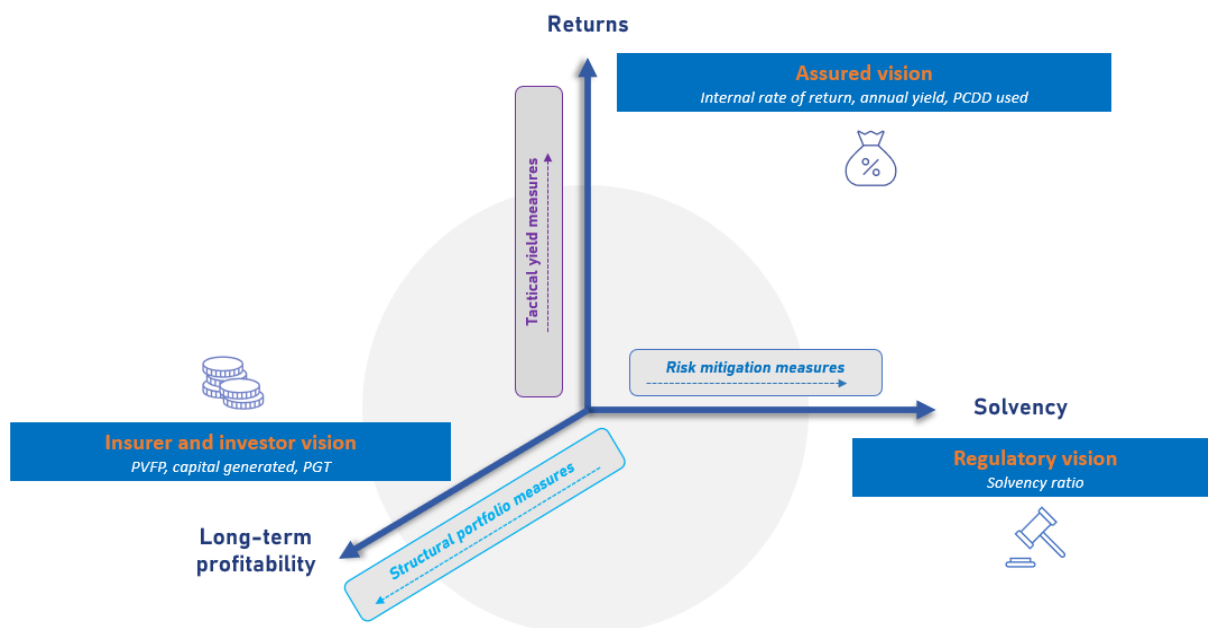 Returns
Assured vision
Internal rate of return, annual yield, PCDD used
%
Tactical yield measures
Risk mitigation measures
Solvency
Insurer and investor vision
PVFP, capital generated, PGT
Regulatory vision
Solvency ratio
Structural portfolio measures
Long-term
profitability